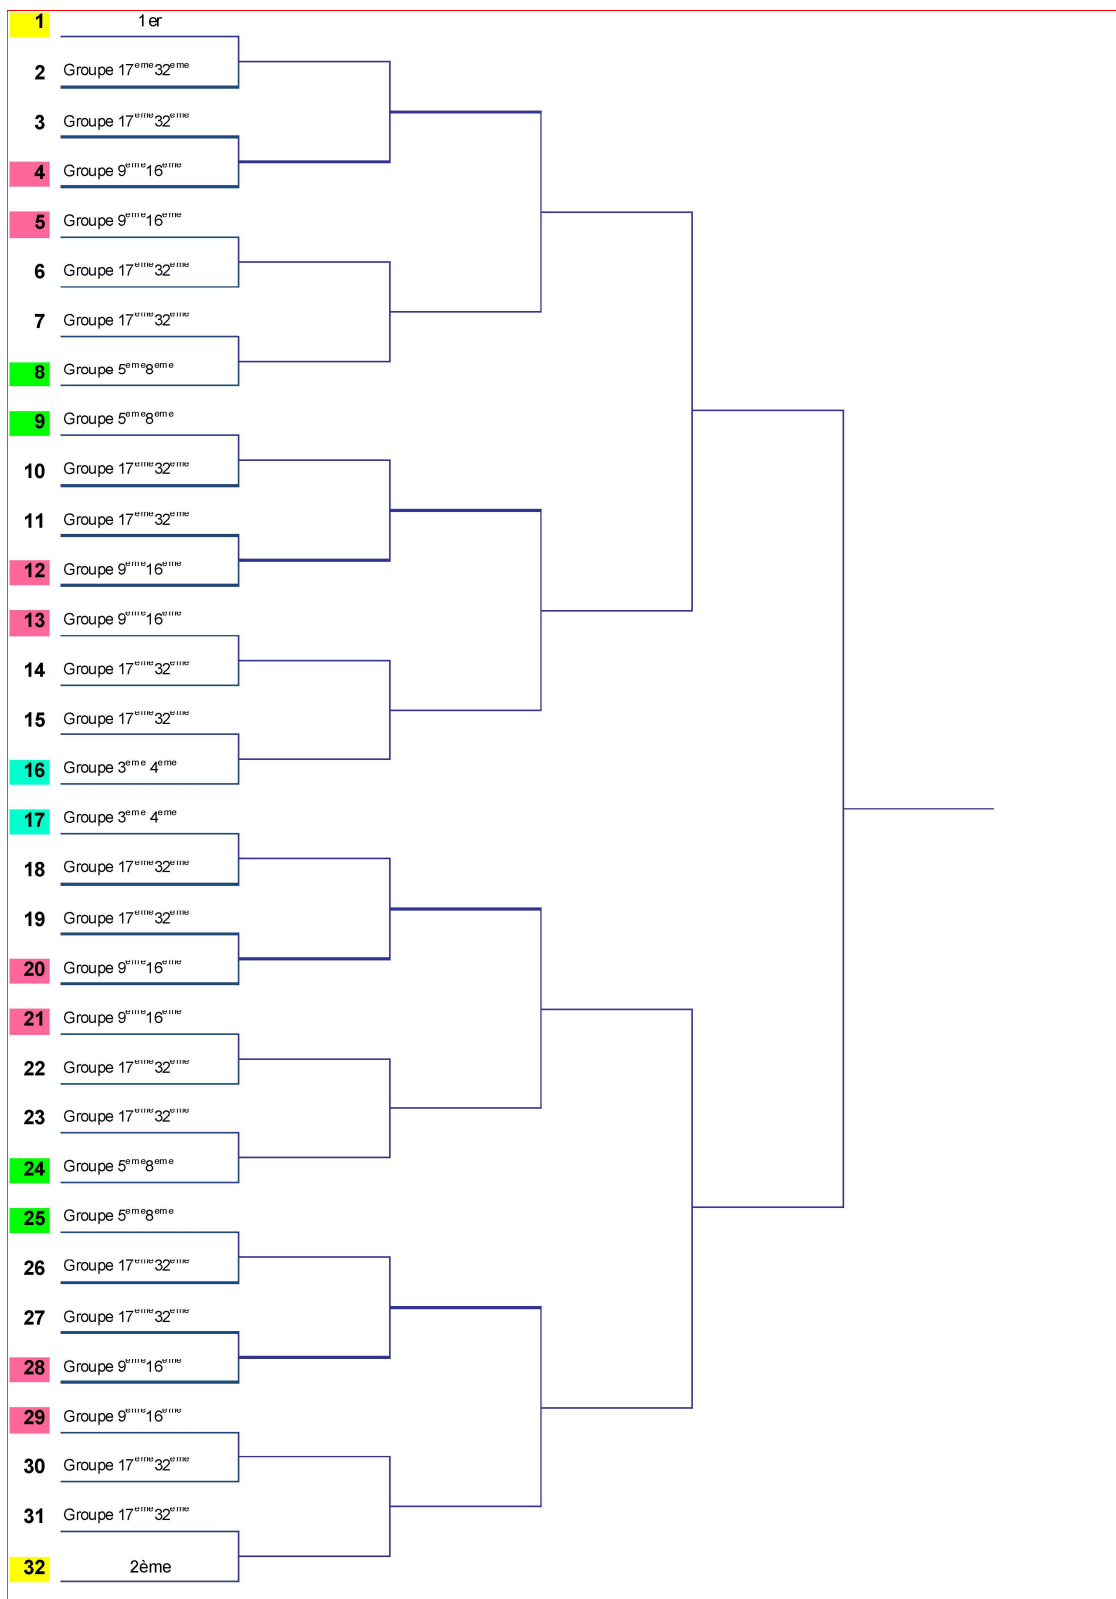 1 1er
2 Groupe 17eme32eme
3 Groupe 17eme32eme
4 Groupe 9eme16eme
5 Groupe 9eme16eme
6 Groupe 17eme32eme
7 Groupe 17eme32eme
8 Groupe 5eme8eme
9 Groupe 5eme8eme
10 Groupe 17eme32eme
11 Groupe 17eme32eme
12 Groupe 9eme16eme
13 Groupe 9eme16eme
14 Groupe 17eme32eme
15 Groupe 17eme32eme
16 Groupe 3eme 4eme
17 Groupe 3eme 4eme
18 Groupe 17eme32eme
19 Groupe 17eme32eme
20 Groupe 9eme16eme
21 Groupe 9eme16eme
22 Groupe 17eme32eme
23 Groupe 17eme32eme
24 Groupe 5eme8eme
25 Groupe 5eme8eme
26 Groupe 17eme32eme
27 Groupe 17eme32eme
28 Groupe 9eme16eme
29 Groupe 9eme16eme
30 Groupe 17eme32eme
31 Groupe 17eme32eme
32 2ème